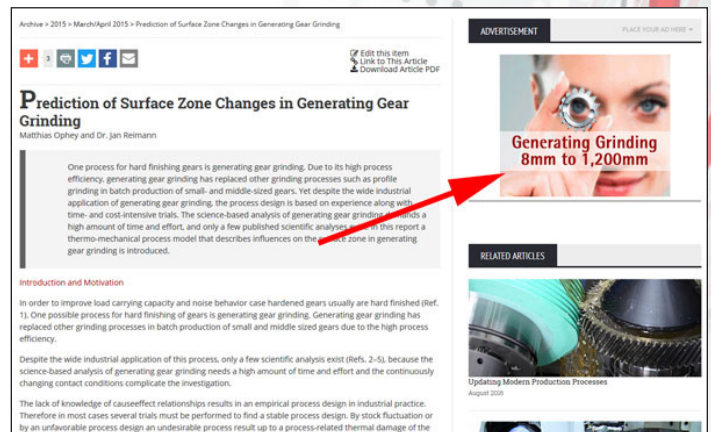 Archive > 2015 > March/April 2015 > Prediction of Surface Zone Changes in Generating Gear Grinding
3
Edit this item
Link to This Article
Download Article PDF
Prediction of Surface Zone Changes in Generating Gear
Grinding
Matthias Ophey and Dr. Jan Reimann
One process for hard finishing gears is generating gear grinding. Due to its high process
efficiency, generating gear grinding has replaced other grinding processes such as profile
grinding in batch production of small- and middle-sized gears. Yet despite the wide industrial
application of generating gear grinding, the process design is based on experience along with
time- and cost-intensive trials. The science-based analysis of generating gear grinding demands a
high amount of time and effort, and only a few published scientific analyses In this report a
thermo-mechanical process model that describes influences on the surface zone in generating
gear grinding is introduced.
Introduction and Motivation
In order to improve load carrying capacity and noise behavior case hardened gears usually are hard finished (Ref.
1). One possible process for hard finishing of gears is generating gear grinding. Generating gear grinding has
replaced other grinding processes in batch production of small and middle sized gears due to the high process
efficiency.
Despite the wide industrial application of this process, only a few scientific analysis exist (Refs. 2–5), because the
science-based analysis of generating gear grinding needs a high amount of time and effort and the continuously
changing contact conditions complicate the investigation.
The lack of knowledge of causeeffect relationships results in an empirical process design in industrial practice.
Therefore in most cases several trials must be performed to find a stable process design. By stock fluctuation or
by an unfavorable process design an undesirable process result up to a process-related thermal damage of the
ADVERTISEMENT
PLACE YOUR AD HERE
Generating Grinding
8mm to 1,200mm
RELATED ARTICLES
Updating Modern Production Processes
August 2016